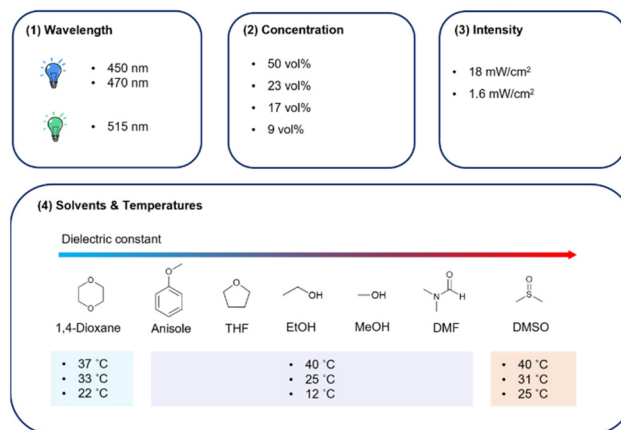 (1) Wavelength
• 450 nm
• 470 nm
• 515 nm
(2) Concentration
• 50 vol%
• 23 vol%
• 17 vol%
• 9 vol%
(3) Intensity
• 18 mW/cm²
• 1.6 mW/cm²
(4) Solvents & Temperatures
Dielectric constant
O
O
O
O
OH
OH
O
N
H
O
S
1,4-Dioxane Anisole THF EtOH MeOH DMF DMSO
• 37 ˚C
• 33 ˚C
• 22 ˚C
• 40 ˚C
• 25 ˚C
• 12 ˚C
• 40 ˚C
• 31 ˚C
• 25 ˚C